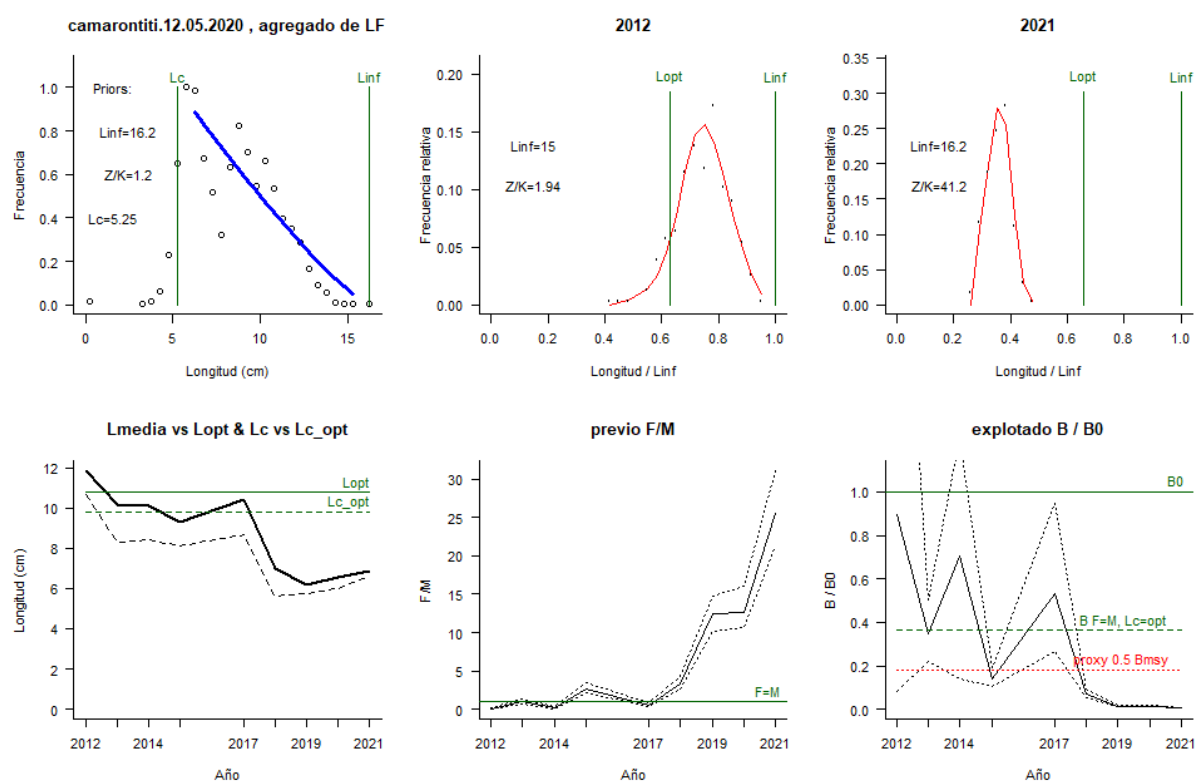 camarontiti.12.05.2020 , agregado de LF
Frecuencia
1.0
0.8
0.6
0.4
0.2
0.0
Priors:
Linf=16.2
Z/K=1.2
Lc=5.25
Lc
Linf
0 5 10 15
Longitud (cm)
2012
Frecuencia relativa
0.20
0.15
0.10
0.05
0.00
Linf=15
Z/K=1.94
Lopt
Linf
0.0 0.2 0.4 0.6 0.8 1.0
Longitud / Linf
2021
Frecuencia relativa
0.35
0.30
0.25
0.20
0.15
0.10
0.05
0.00
Linf=16.2
Z/K=41.2
Lopt
Linf
0.0 0.2 0.4 0.6 0.8 1.0
Longitud / Linf
Lmedia vs Lopt & Lc vs Lc_opt
Longitud (cm)
12
10
8
6
4
2
0
Lopt
Lc_opt
2012 2014 2017 2019 2021
Año
previo F/M
F/M
30
25
20
15
10
5
0
F=M
2012 2014 2017 2019 2021
Año
explotado B / B0
B / B0
1.0
0.8
0.6
0.4
0.2
0.0
B0
B F=M, Lc=opt
proxy 0.5 Bmsy
2012 2014 2017 2019 2021
Año